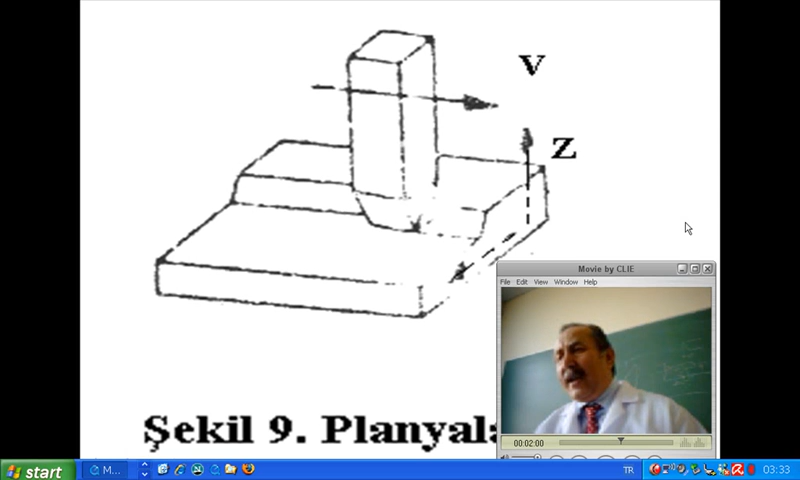 V
Z
Şekil 9. Planyala
Movie by CLIE
File Edit View Window Help
00:02:00
start
M...
TR
03:33